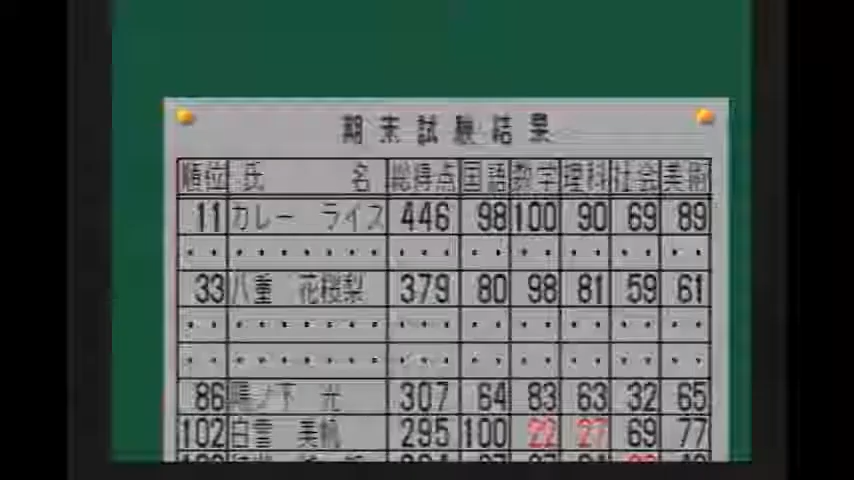 期末試験結果
順位 氏名 総得点 国語 数学 理科 社会 美術
11 カレー ライス 446 98 100 90 69 89
33 八重 花桜梨 379 80 98 81 59 61
86 陽ノ下 光 307 64 83 63 32 65
102 白雪 美帆 295 100 22 27 69 77